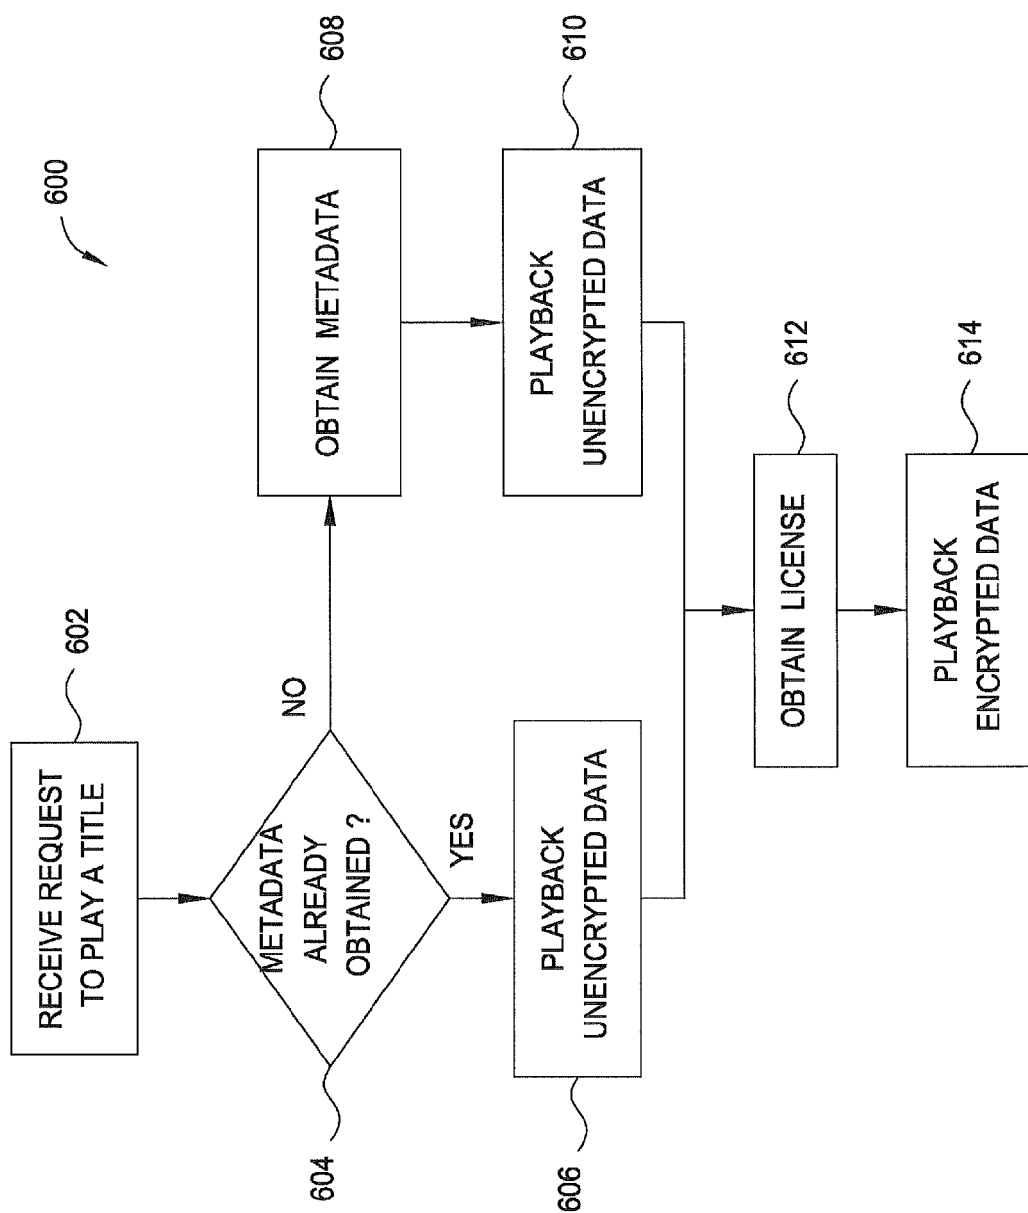 600
RECEIVE REQUEST
TO PLAY A TITLE
602
METADATA
ALREADY
OBTAINED ?
604
NO
YES
OBTAIN METADATA
608
PLAYBACK
UNENCRYPTED DATA
606
PLAYBACK
UNENCRYPTED DATA
610
OBTAIN LICENSE
612
PLAYBACK
ENCRYPTED DATA
614